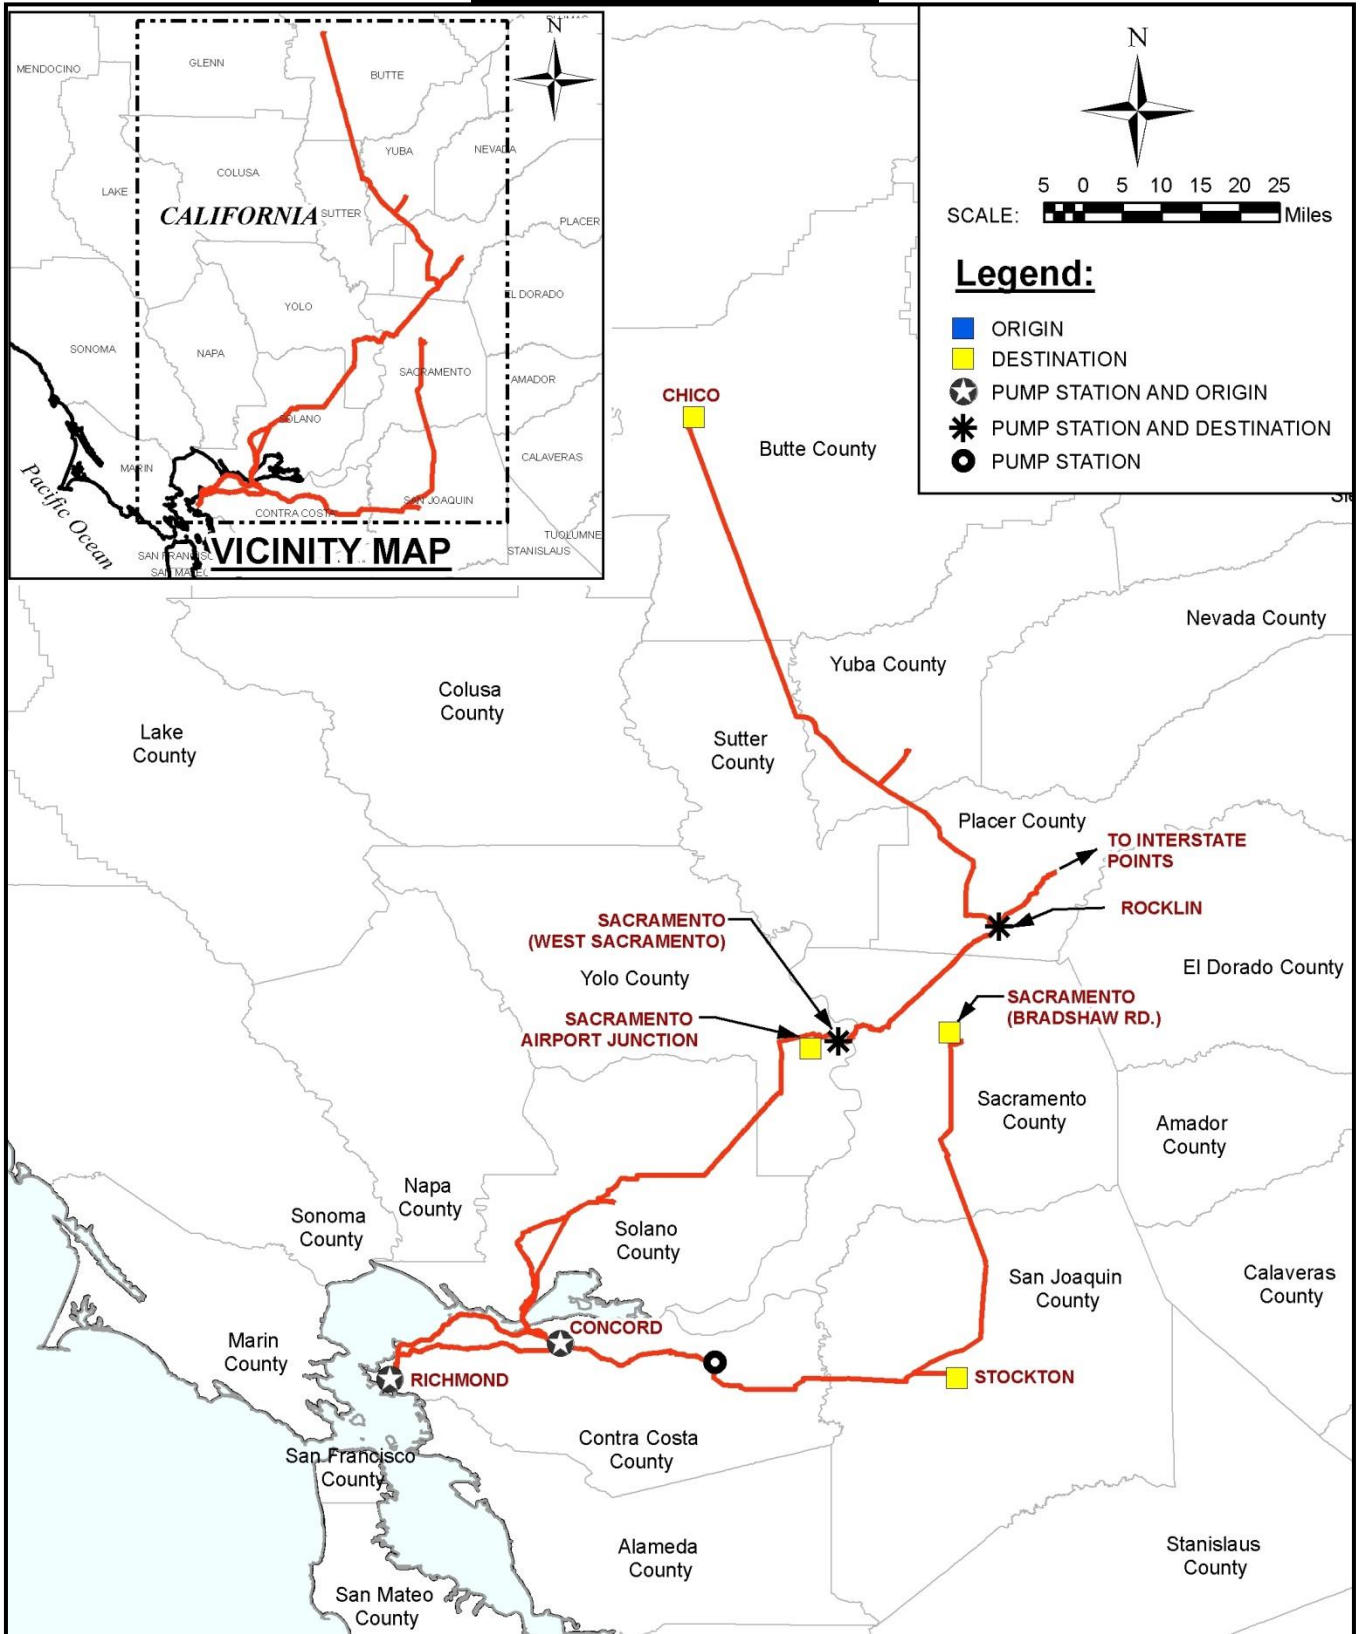 PLUMAS
N
MENDOCINO
GLENN
BUTTE
YUBA
NEVADA
COLUSA
LAKE
CALIFORNIA
SUTTER
PLACER
YOLO
EL DORADO
SONOMA
NAPA
SACRAMENTO
AMADOR
SOLANO
CALAVERAS
MARIN
Pacific Ocean
SAN JOAQUIN
CONTRA COSTA
TUOLUMNE
SAN FRANCISC
STANISLAUS
SAN MATEO
VICINITY MAP
N
5 0 5 10 15 20 25
SCALE:
Miles
Legend:
ORIGIN
DESTINATION
PUMP STATION AND ORIGIN
PUMP STATION AND DESTINATION
PUMP STATION
Sie
CHICO
Butte County
Nevada County
Yuba County
Colusa
County
Lake
County
Sutter
County
Placer County
TO INTERSTATE
POINTS
ROCKLIN
SACRAMENTO
(WEST SACRAMENTO)
Yolo County
El Dorado County
SACRAMENTO
(BRADSHAW RD.)
SACRAMENTO
AIRPORT JUNCTION
Sacramento
County
Amador
County
Napa
County
Sonoma
County
Solano
County
San Joaquin
County
Calaveras
County
Marin
County
CONCORD
RICHMOND
STOCKTON
Contra Costa
County
San Francisco
County
Alameda
County
Stanislaus
County
San Mateo
County